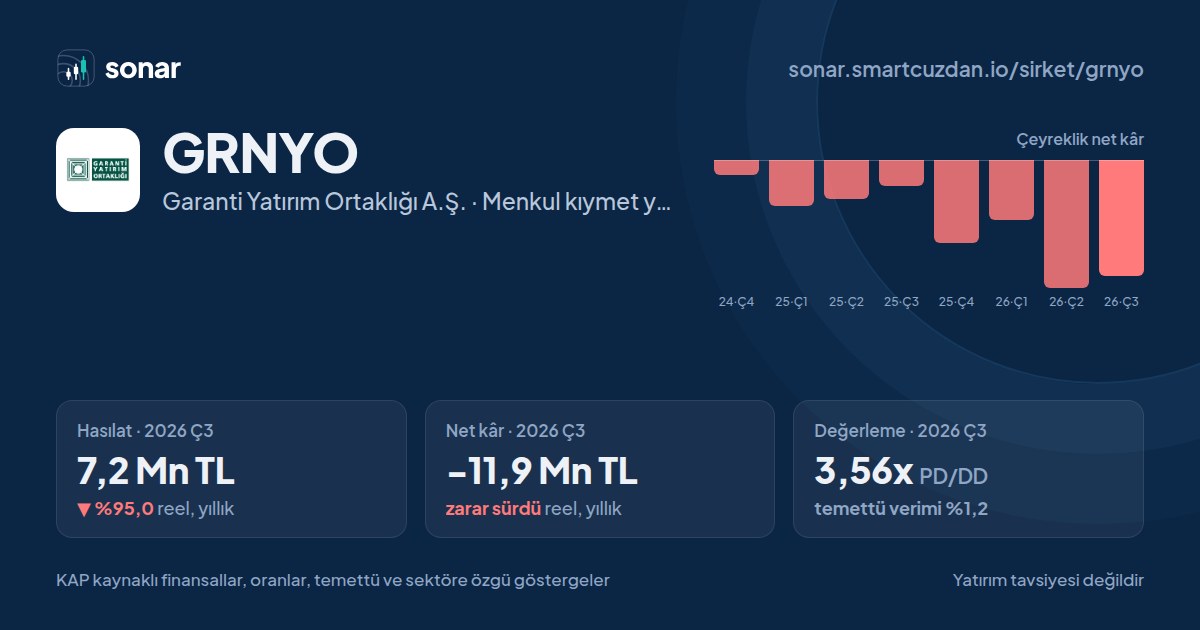 sonar
sonar.smartcuzdan.io/sirket/grnyo
GARANTİ
YATIRIM
ORTAKLIĞI
GRNYO
Garanti Yatırım Ortaklığı A.Ş. · Menkul kıymet y...
Çeyreklik net kâr
24·Ç4 25·Ç1 25·Ç2 25·Ç3 25·Ç4 26·Ç1 26·Ç2 26·Ç3
Hasılat · 2026 Ç3
7,2 Mn TL
▼ %95,0 reel, yıllık
Net kâr · 2026 Ç3
−11,9 Mn TL
zarar sürdü reel, yıllık
Değerleme · 2026 Ç3
3,56x PD/DD
temettü verimi %1,2
KAP kaynaklı finansallar, oranlar, temettü ve sektöre özgü göstergeler
Yatırım tavsiyesi değildir